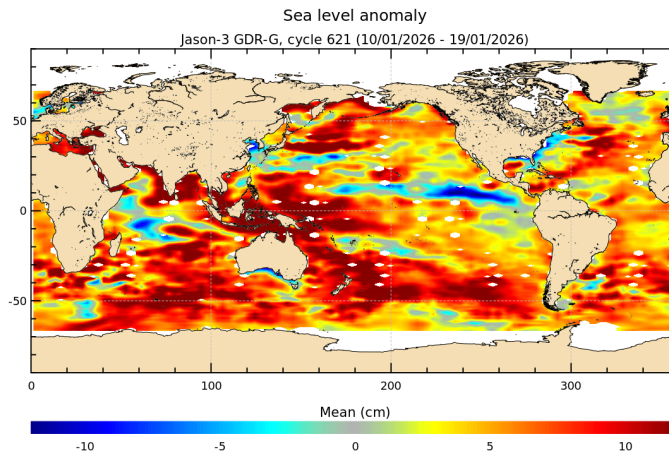 Sea level anomaly
Jason-3 GDR-G, cycle 621 (10/01/2026 - 19/01/2026)
50
0
-50
0 100 200 300
Mean (cm)
-10 -5 0 5 10